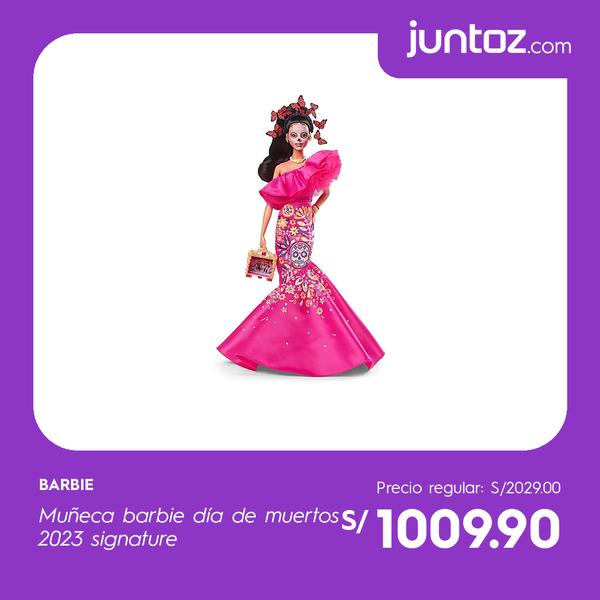 juntoz.com
BARBIE
Muñeca barbie día de muertos
2023 signature
Precio regular: S/2029.00
S/ 1009.90